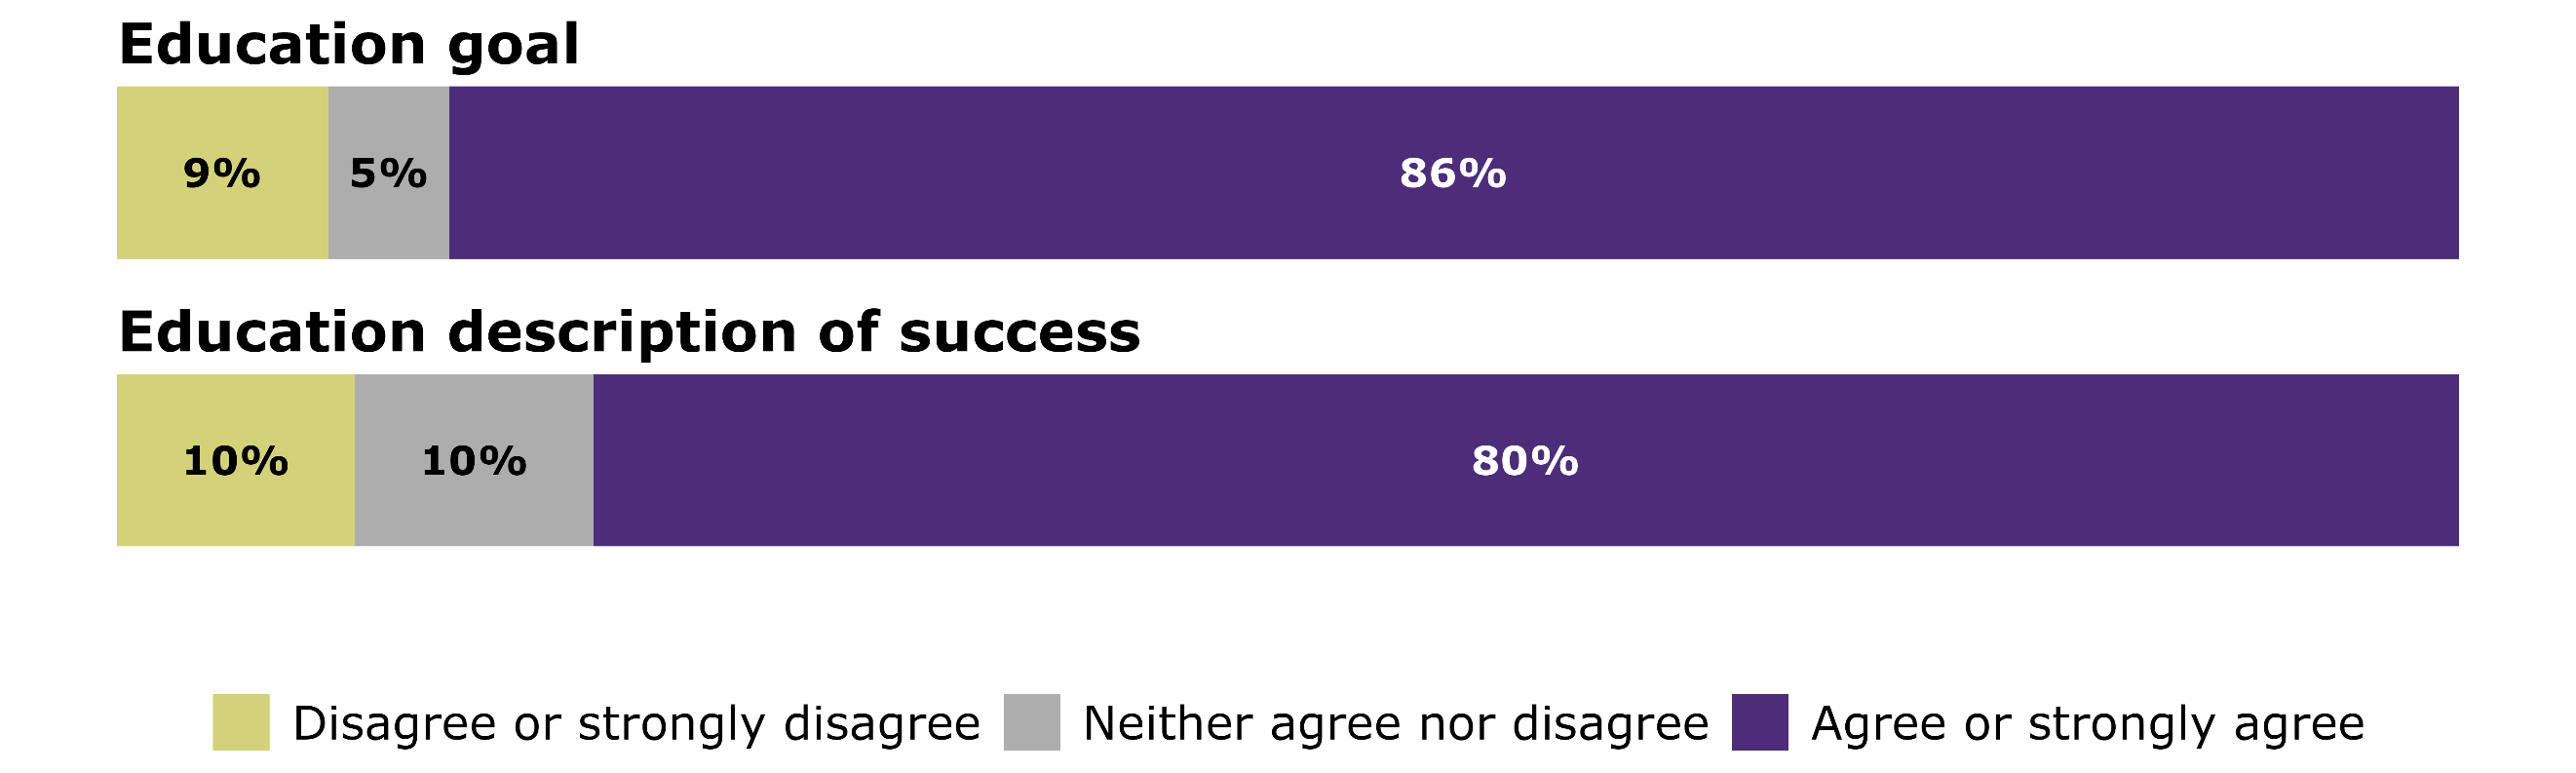 Education goal
9% 5% 86%
Education description of success
10% 10% 80%
Disagree or strongly disagree Neither agree nor disagree Agree or strongly agree